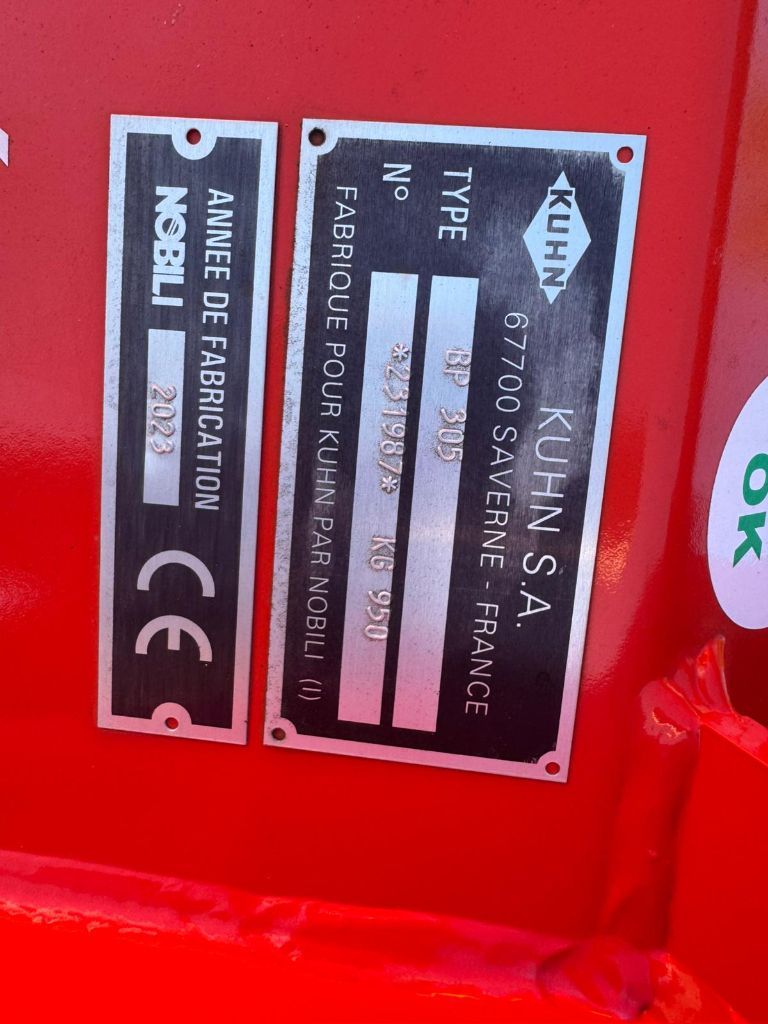 KUHN
KUHN S.A.
67700 SAVERNE - FRANCE
TYPE BP 305
N° *231987* KG 950
FABRIQUE POUR KUHN PAR NOBILI (I)
ANNEE DE FABRICATION
NOBILI 2023
CE
OK